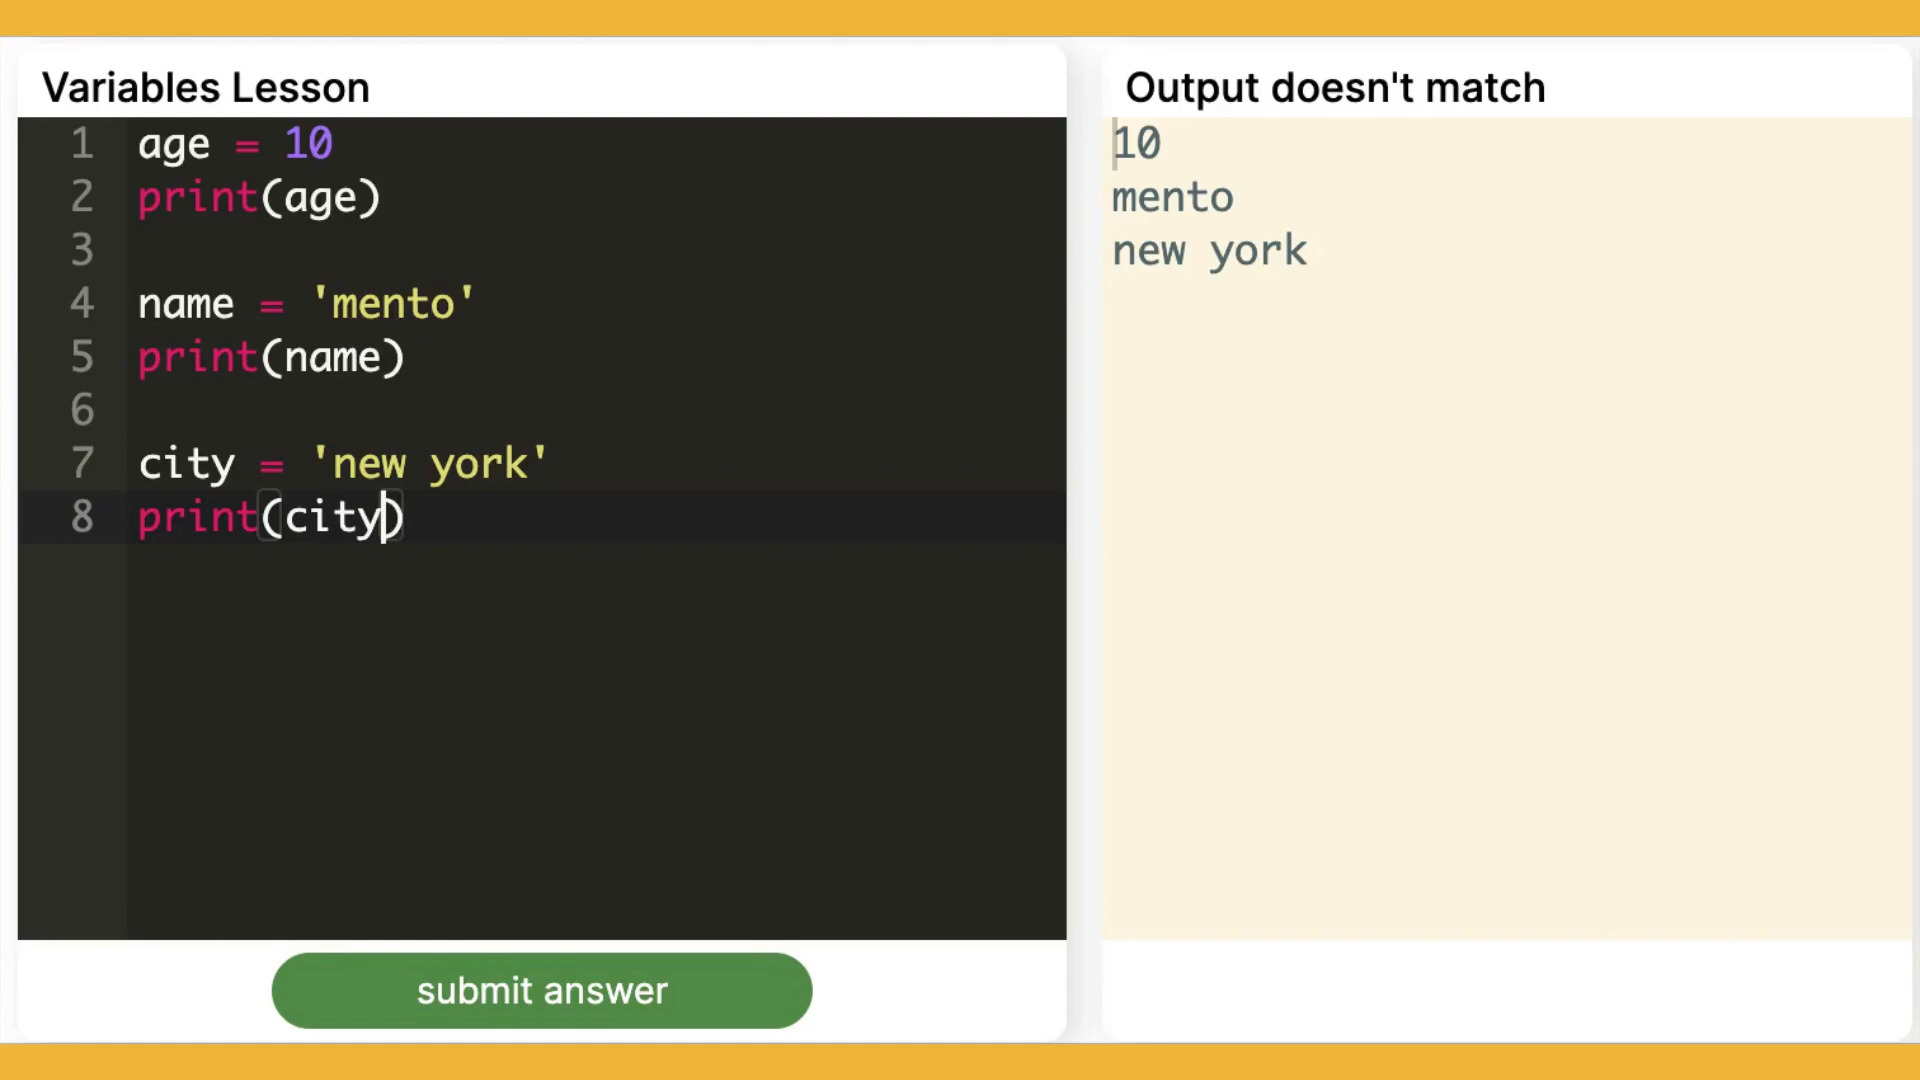 Variables Lesson
1 age = 10
2 print(age)
3
4 name = 'mento'
5 print(name)
6
7 city = 'new york'
8 print(city)
submit answer
Output doesn't match
10
mento
new york